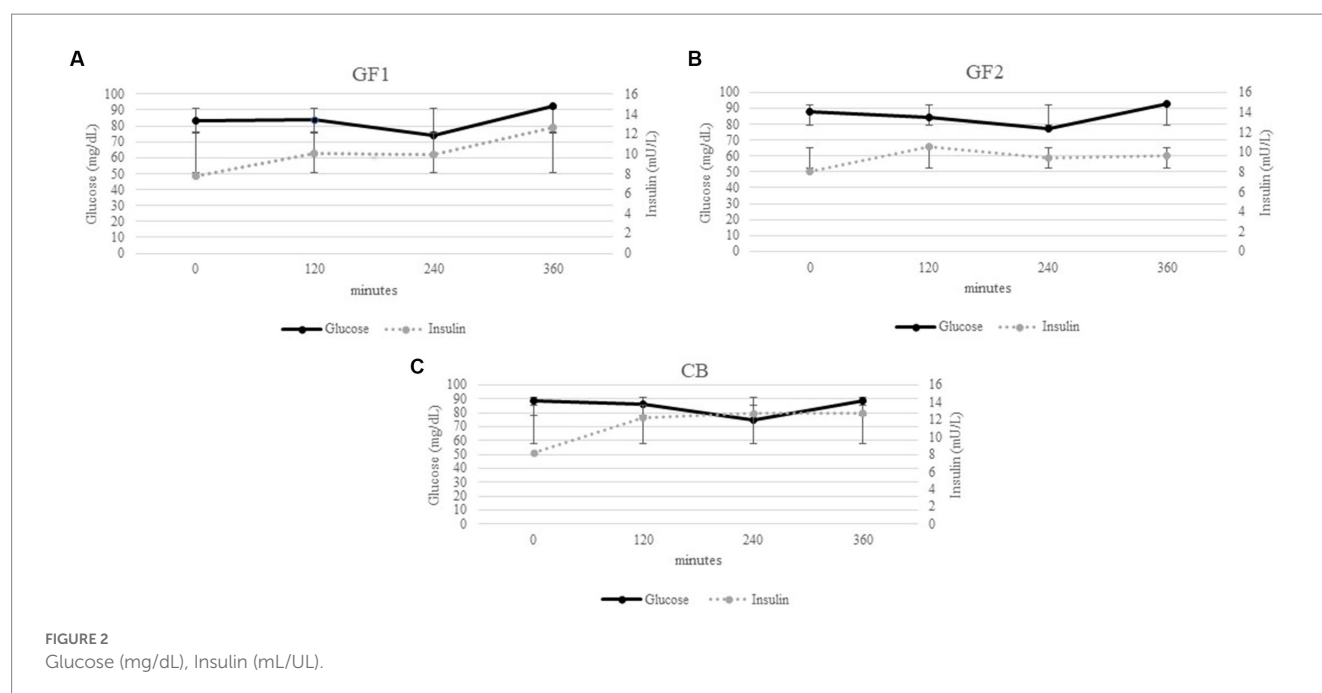 A
GF1
100
90
80
70
60
50
40
30
20
10
0
Glucose (mg/dL)
16
14
12
10
8
6
4
2
0
Insulin (mU/L)
0 120 240 360
minutes
Glucose Insulin
B
GF2
100
90
80
70
60
50
40
30
20
10
0
Glucose (mg/dL)
16
14
12
10
8
6
4
2
0
Insulin (mU/L)
0 120 240 360
minutes
Glucose Insulin
C
CB
100
90
80
70
60
50
40
30
20
10
0
Glucose (mg/dL)
16
14
12
10
8
6
4
2
0
Insulin (mU/L)
0 120 240 360
minutes
Glucose Insulin
FIGURE 2
Glucose (mg/dL), Insulin (mL/UL).